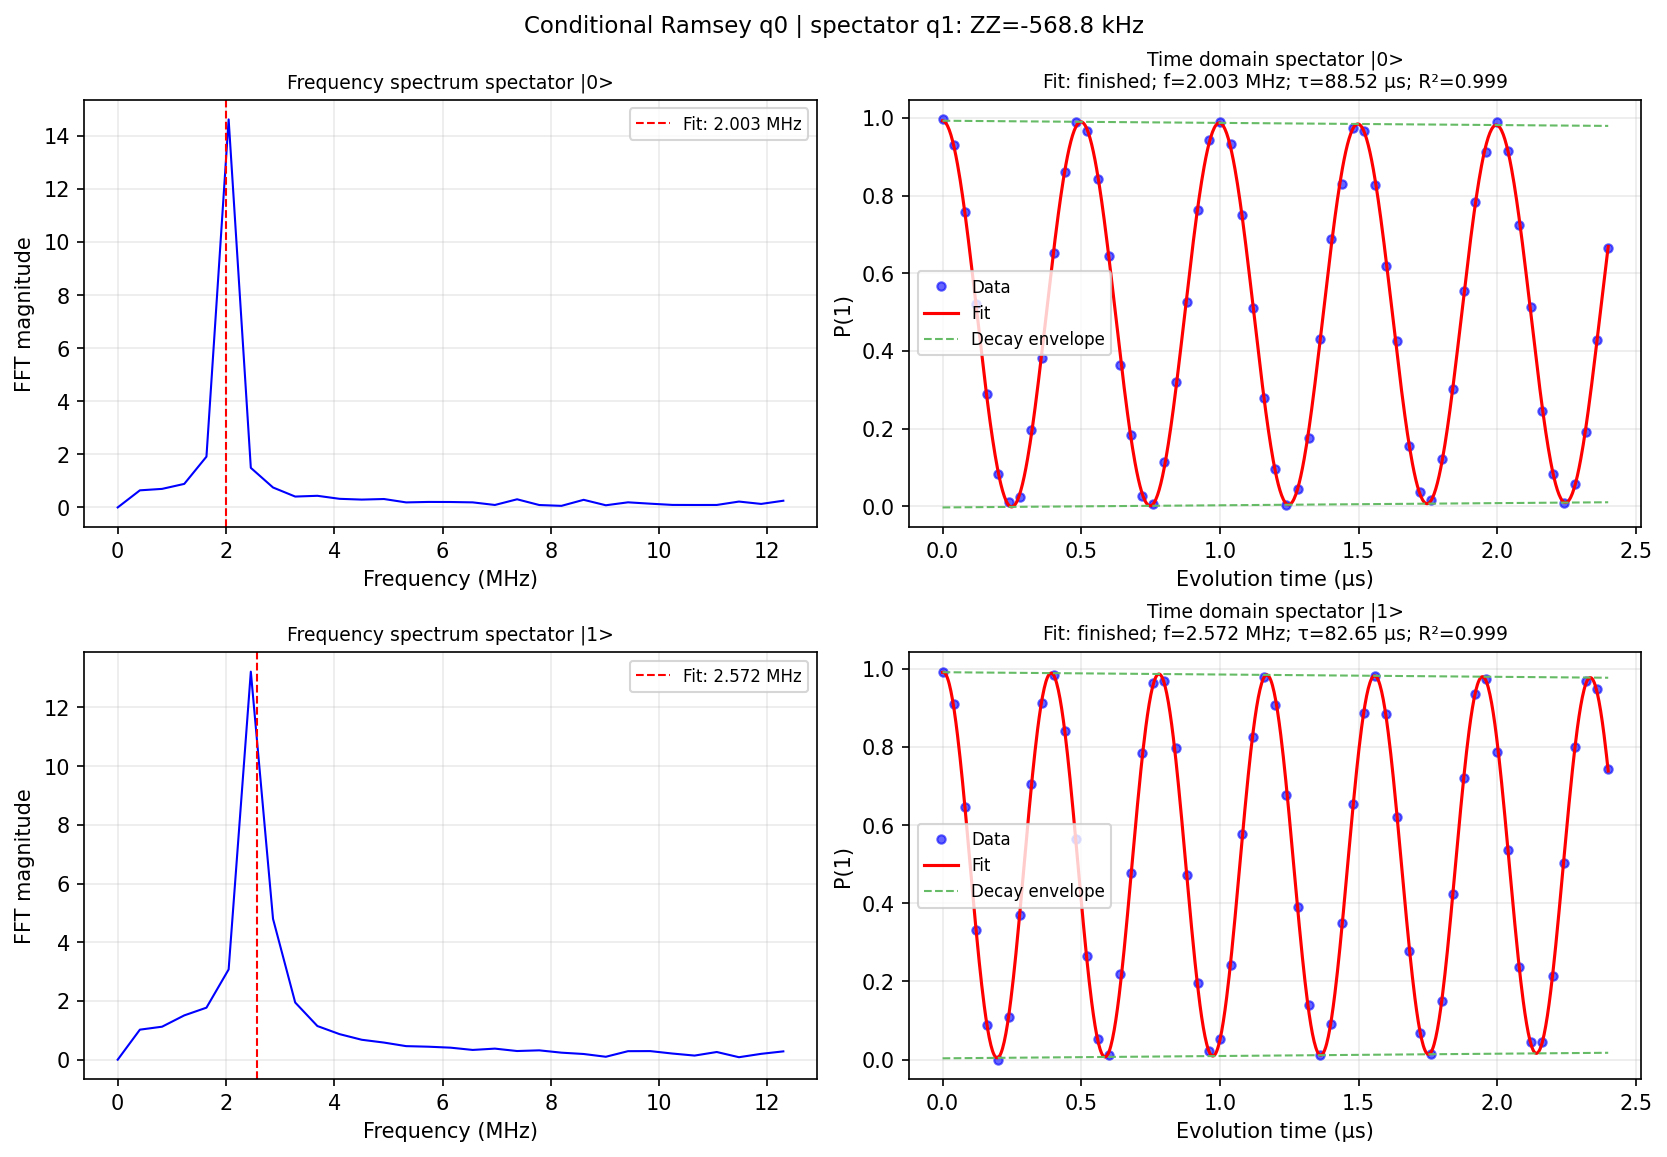 Conditional Ramsey q0 | spectator q1: ZZ=-568.8 kHz
Frequency spectrum spectator |0>
FFT magnitude
14
12
10
8
6
4
2
0
Fit: 2.003 MHz
0 2 4 6 8 10 12
Frequency (MHz)
Time domain spectator |0>
Fit: finished; f=2.003 MHz; τ=88.52 μs; R²=0.999
P(1)
1.0
0.8
0.6
0.4
0.2
0.0
Data
Fit
Decay envelope
0.0 0.5 1.0 1.5 2.0 2.5
Evolution time (μs)
Frequency spectrum spectator |1>
FFT magnitude
12
10
8
6
4
2
0
Fit: 2.572 MHz
0 2 4 6 8 10 12
Frequency (MHz)
Time domain spectator |1>
Fit: finished; f=2.572 MHz; τ=82.65 μs; R²=0.999
P(1)
1.0
0.8
0.6
0.4
0.2
0.0
Data
Fit
Decay envelope
0.0 0.5 1.0 1.5 2.0 2.5
Evolution time (μs)